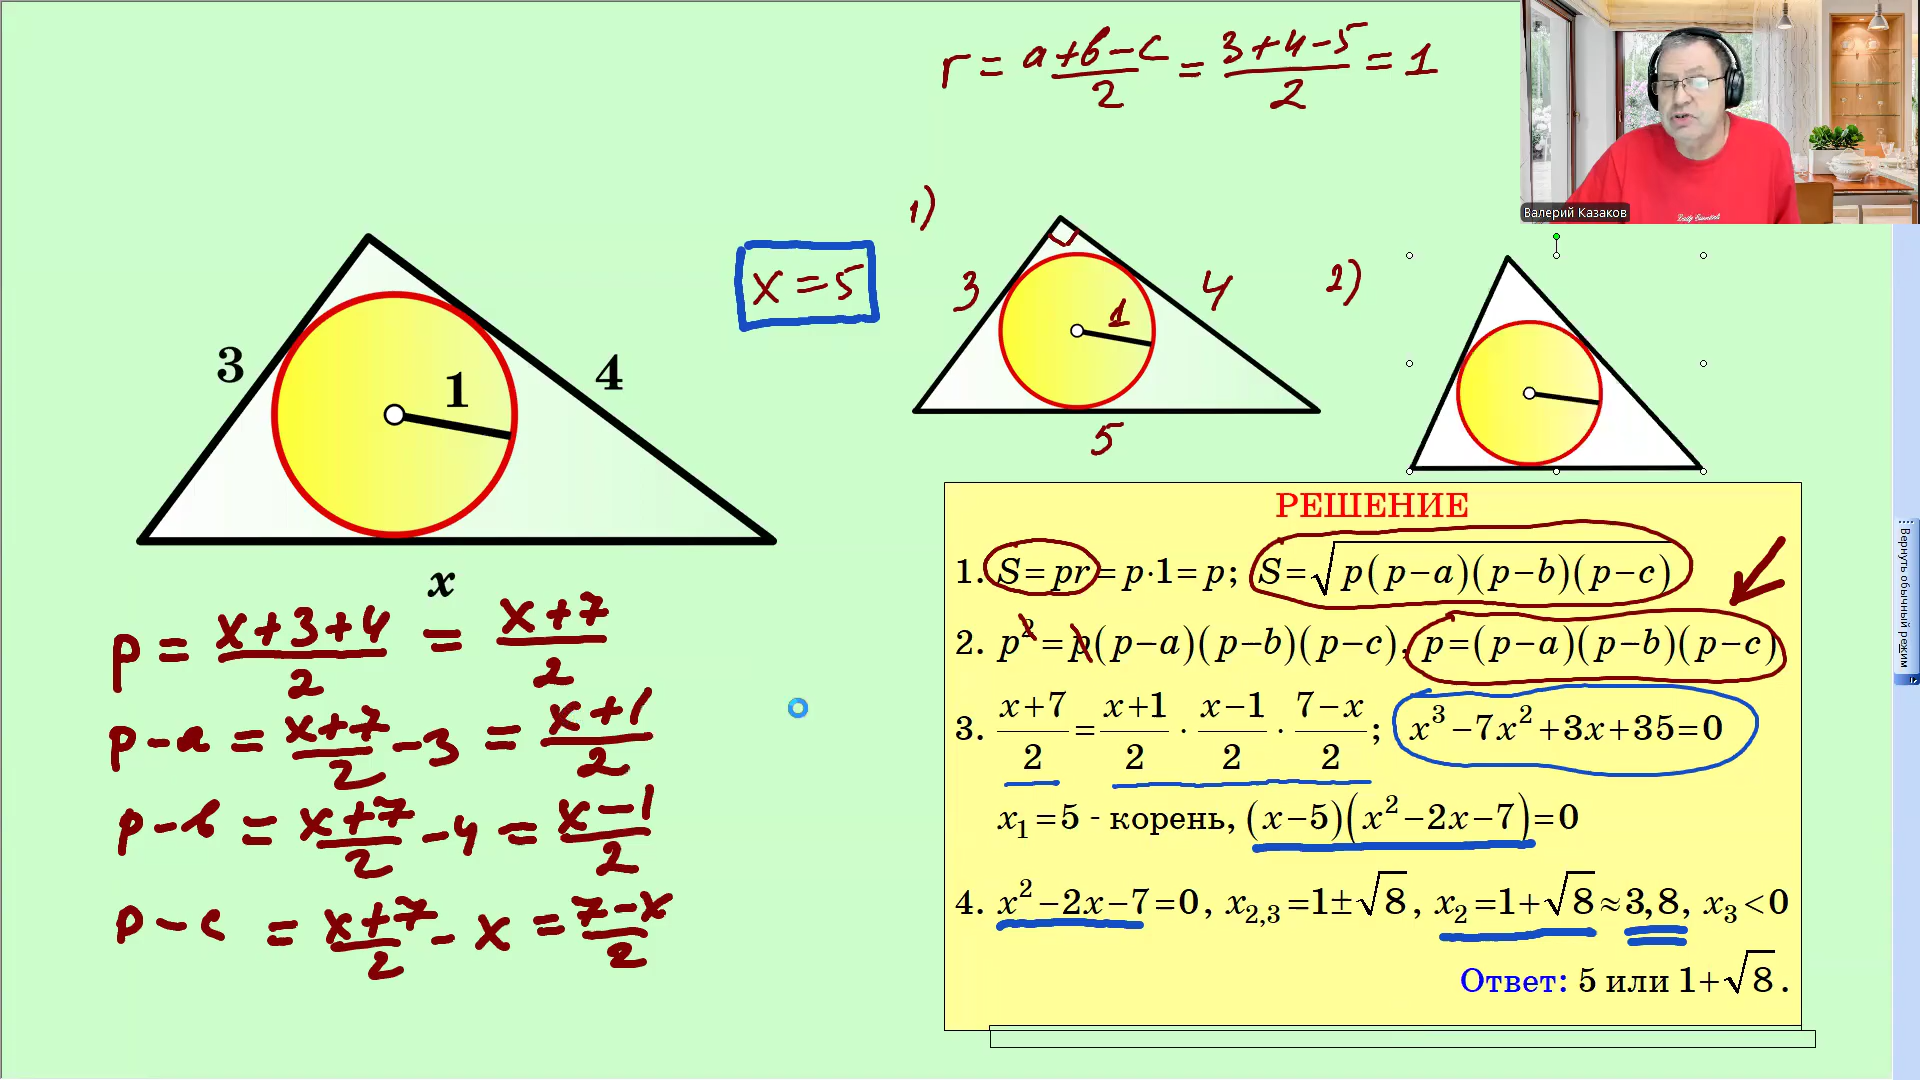 r = (a+b−c)/2 = (3+4−5)/2 = 1
Валерий Казаков
1)
2)
x = 5
3
4
1
x
3
4
1
5
p = (x+3+4)/2 = (x+7)/2
p−a = (x+7)/2 − 3 = (x+1)/2
p−b = (x+7)/2 − 4 = (x−1)/2
p−c = (x+7)/2 − x = (7−x)/2
РЕШЕНИЕ
1. S=pr=p·1=p; S=√(p(p−a)(p−b)(p−c))
2. p²=p(p−a)(p−b)(p−c), p=(p−a)(p−b)(p−c)
3. (x+7)/2 = (x+1)/2 · (x−1)/2 · (7−x)/2; x³−7x²+3x+35=0
x₁=5 - корень, (x−5)(x²−2x−7)=0
4. x²−2x−7=0, x₂,₃=1±√8, x₂=1+√8≈3,8, x₃<0
Ответ: 5 или 1+√8.
Вернуть обычный режим